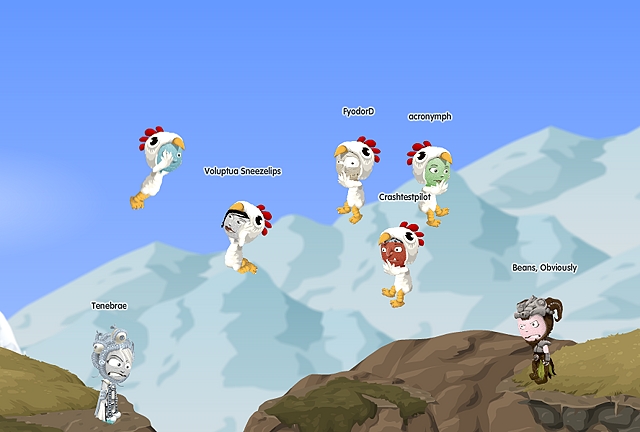 FyodorD
acronymph
Voluptua Sneezelips
Crashtestpilot
Beans, Obviously
Tenebrae